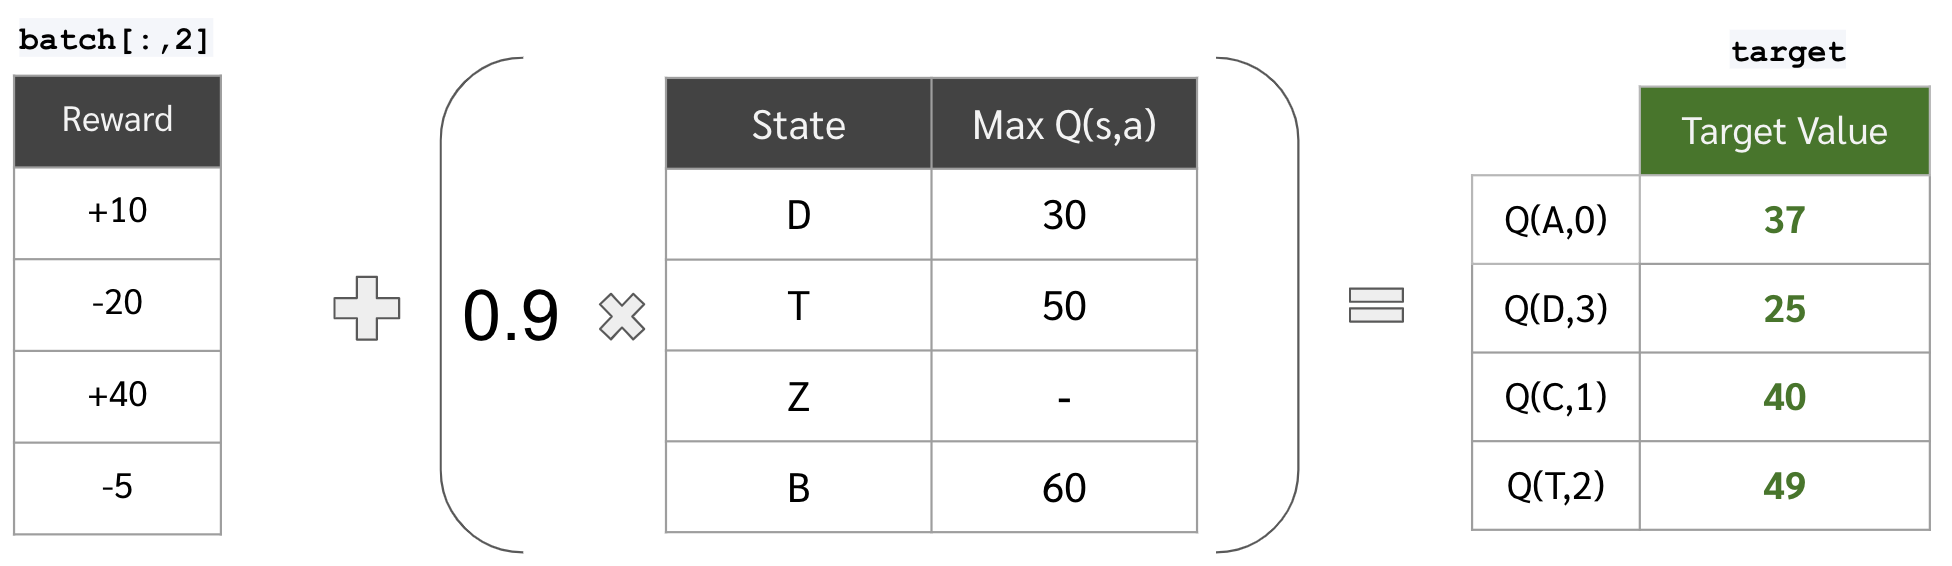 batch[:,2]
Reward
+10
-20
+40
-5
0.9
State Max Q(s,a)
D 30
T 50
Z -
B 60
target
Target Value
Q(A,0) 37
Q(D,3) 25
Q(C,1) 40
Q(T,2) 49